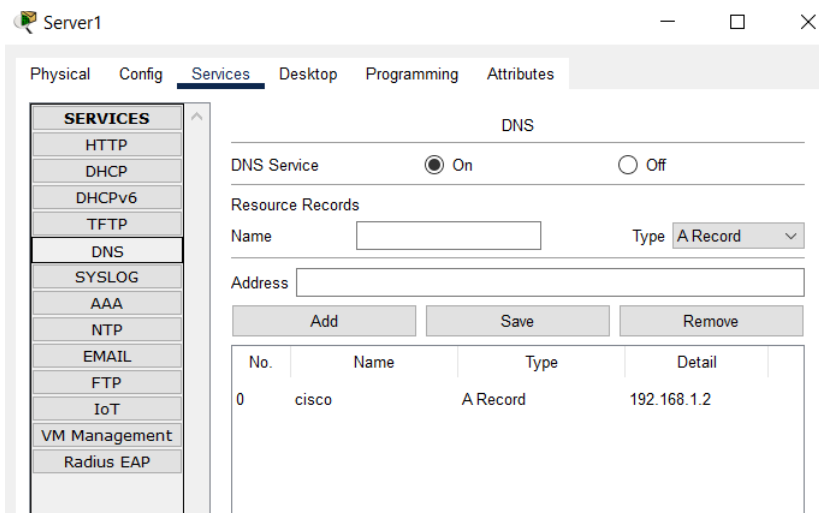 Server1
Physical Config Services Desktop Programming Attributes
SERVICES
HTTP
DHCP
DHCPv6
TFTP
DNS
SYSLOG
AAA
NTP
EMAIL
FTP
IoT
VM Management
Radius EAP
DNS
DNS Service On Off
Resource Records
Name Type A Record
Address
Add Save Remove
No. Name Type Detail
0 cisco A Record 192.168.1.2